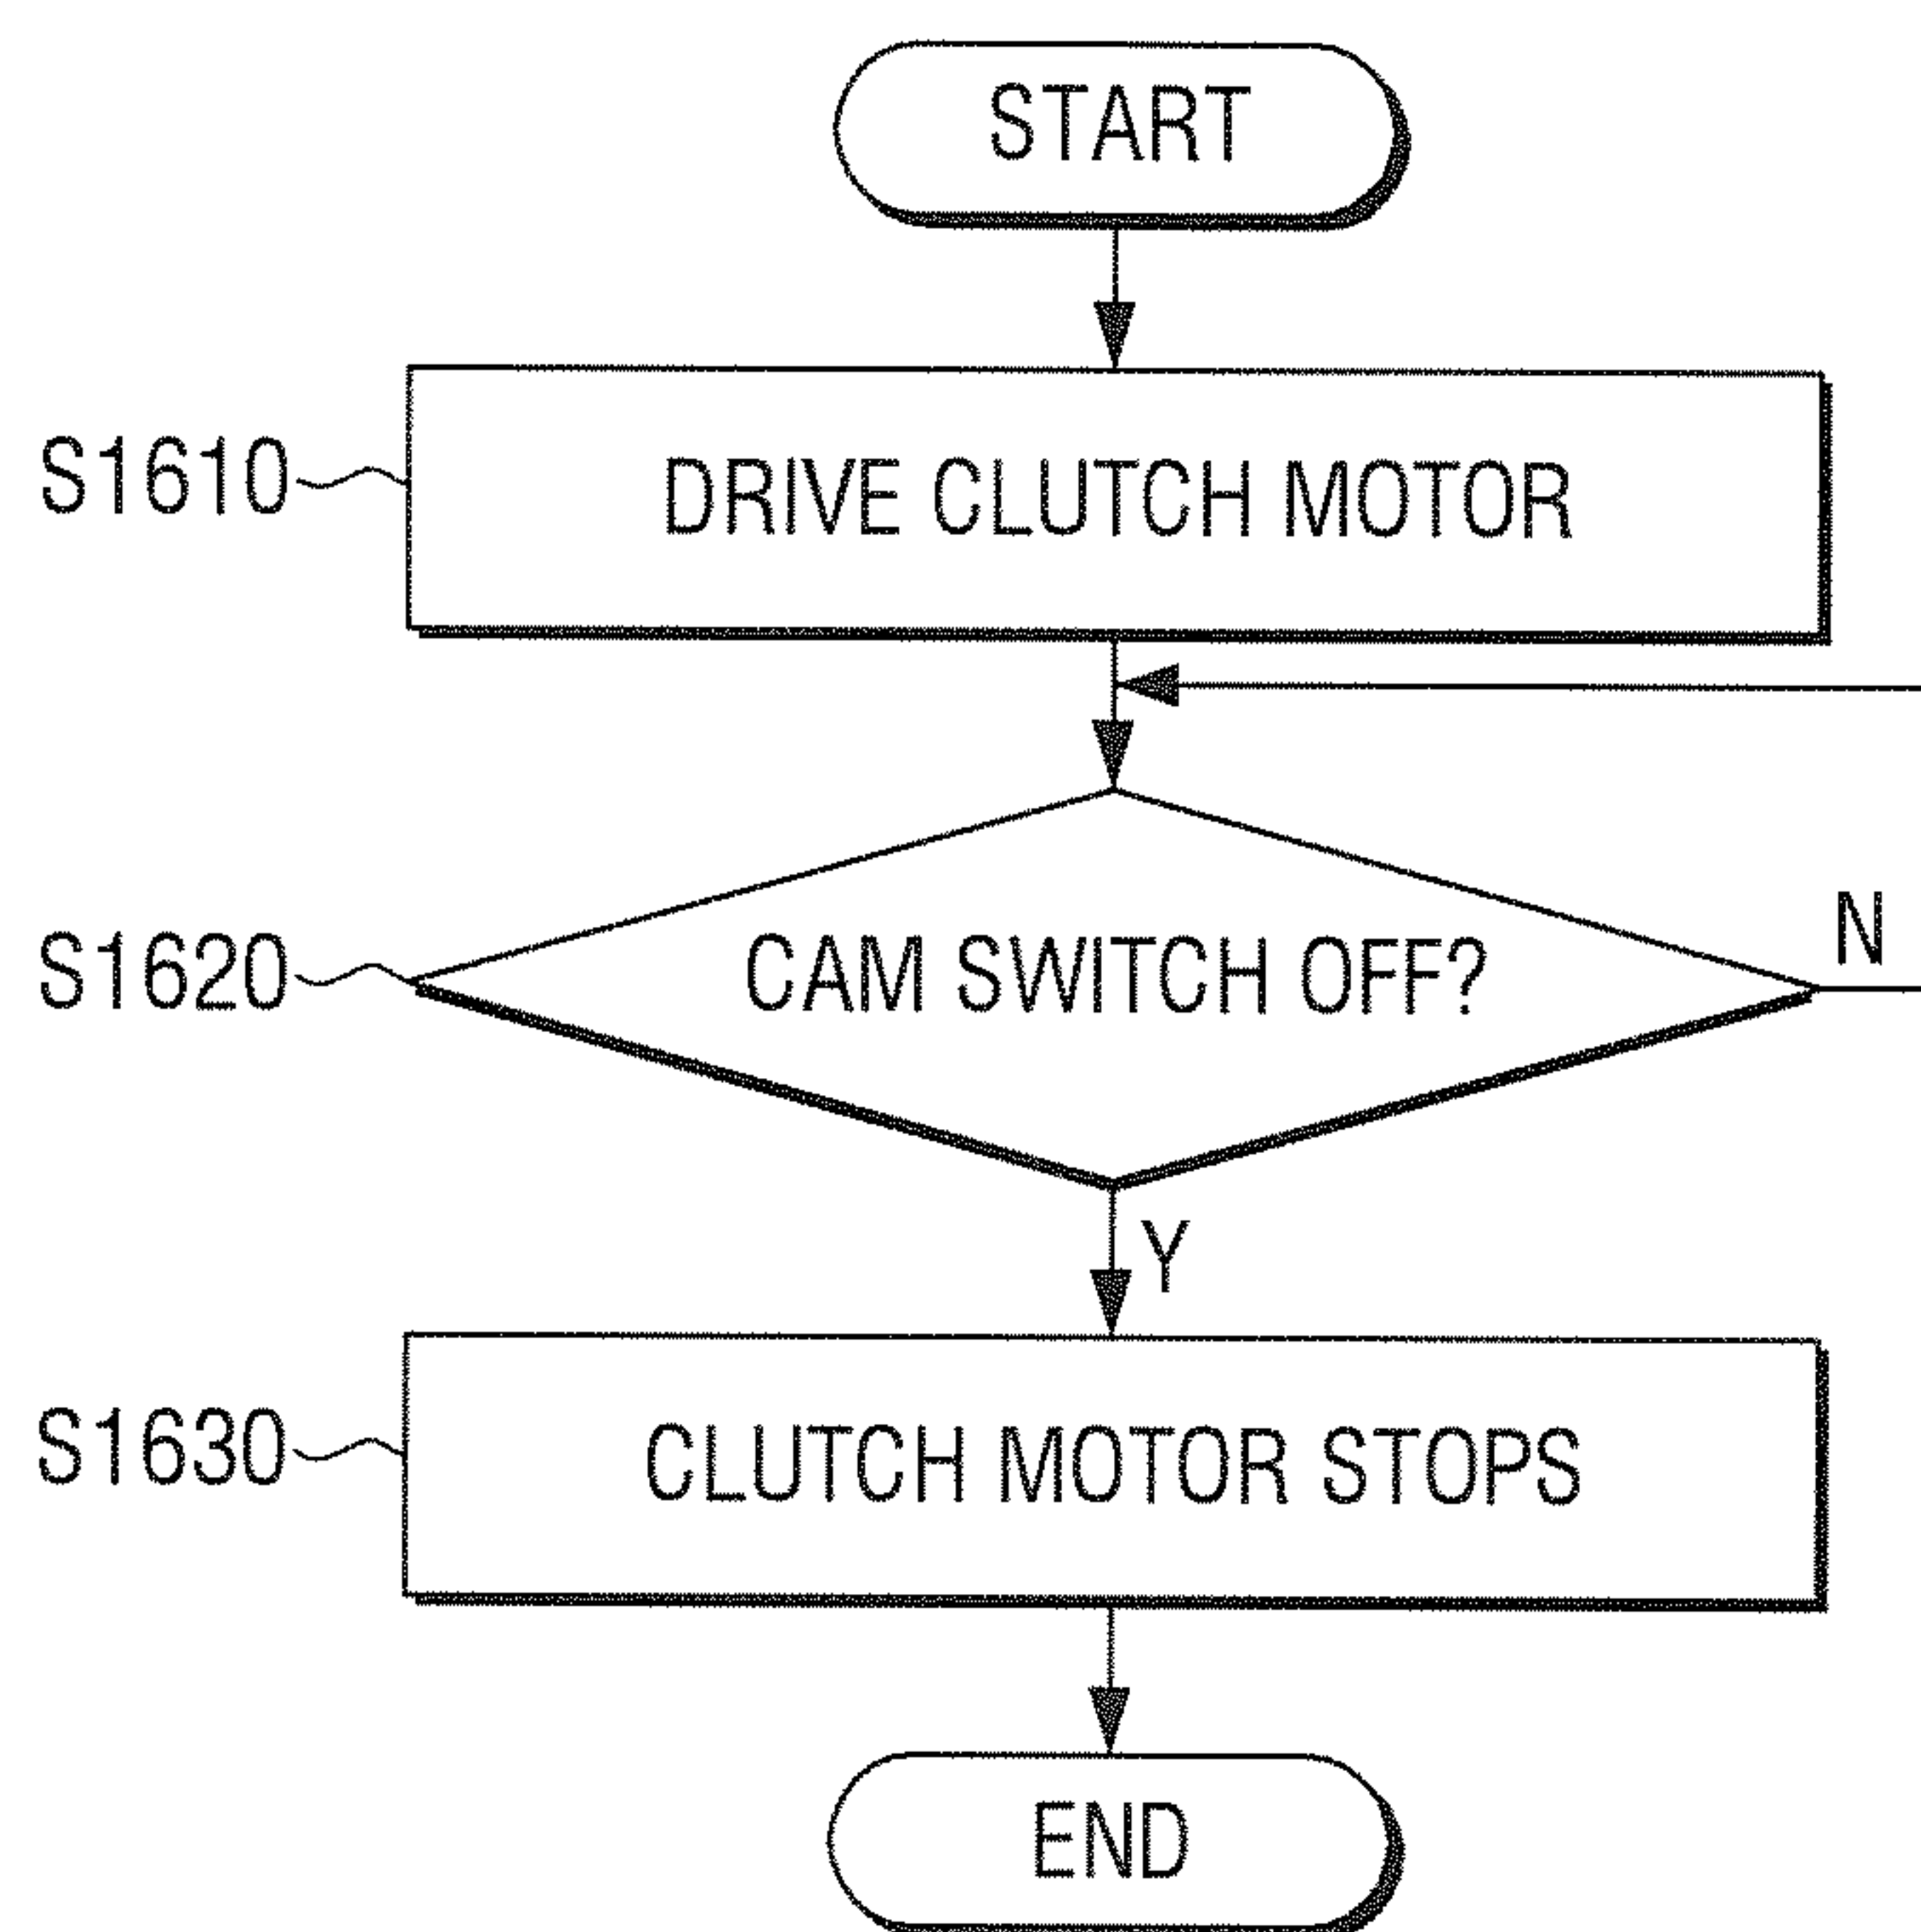 START
S1610
DRIVE CLUTCH MOTOR
S1620
CAM SWITCH OFF?
N
Y
S1630
CLUTCH MOTOR STOPS
END